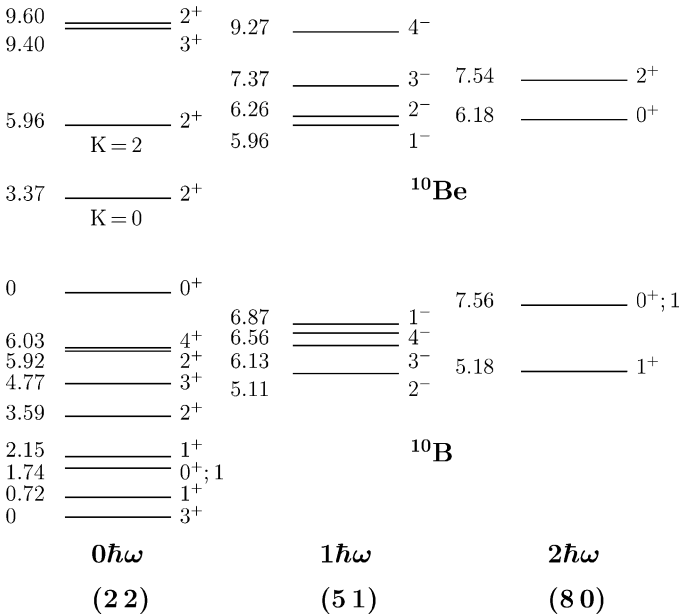 9.60 2⁺
9.40 3⁺
9.27 4⁻
7.37 3⁻
7.54 2⁺
5.96 2⁺
K = 2
6.26 2⁻
5.96 1⁻
6.18 0⁺
3.37 2⁺
K = 0
¹⁰Be
0 0⁺
6.03 4⁺
5.92 2⁺
4.77 3⁺
3.59 2⁺
2.15 1⁺
1.74 0⁺; 1
0.72 1⁺
0 3⁺
6.87 1⁻
6.56 4⁻
6.13 3⁻
5.11 2⁻
7.56 0⁺; 1
5.18 1⁺
¹⁰B
0ħω 1ħω 2ħω
(2 2) (5 1) (8 0)